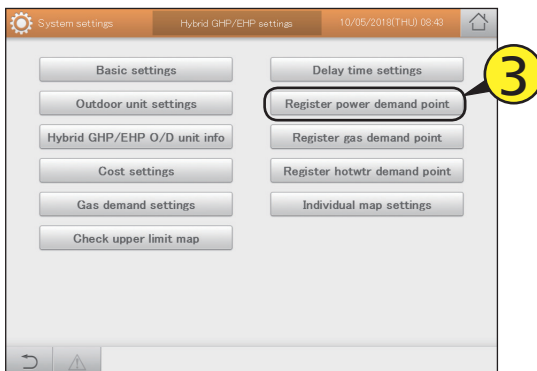 System settings
Hybrid GHP/EHP settings
10/05/2018(THU) 08:43
Basic settings
Outdoor unit settings
Hybrid GHP/EHP O/D unit info
Cost settings
Gas demand settings
Check upper limit map
Delay time settings
Register power demand point
Register gas demand point
Register hotwtr demand point
Individual map settings
3